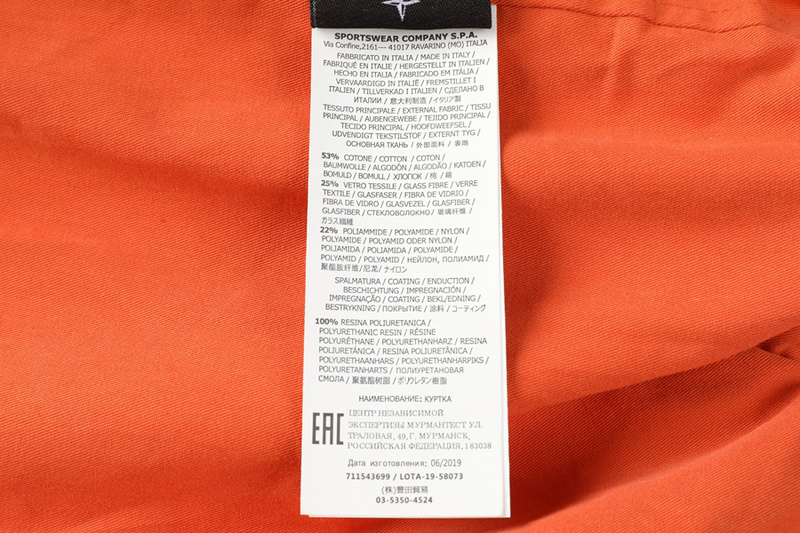 SPORTSWEAR COMPANY S.P.A.
Via Confine,2161--- 41017 RAVARINO (MO) ITALIA
FABBRICATO IN ITALIA / MADE IN ITALY /
FABRIQUÉ EN ITALIE / HERGESTELLT IN ITALIEN /
HECHO EN ITALIA / FABRICADO EM ITÁLIA /
VERVAARDIGD IN ITALIË / FREMSTILLET I
ITALIEN / TILLVERKAD I ITALIEN / СДЕЛАНО В
ИТАЛИИ / 意大利制造 / イタリア製
TESSUTO PRINCIPALE / EXTERNAL FABRIC / TISSU
PRINCIPAL / AUBENGEWEBE / TEJIDO PRINCIPAL /
TECIDO PRINCIPAL / HOOFDWEEFSEL /
UDVENDIGT TEKSTILSTOF / EXTERNT TYG /
ОСНОВНАЯ ТКАНЬ / 外部面料 / 表地
53% COTONE / COTTON / COTON /
BAUMWOLLE / ALGODÓN / ALGODÃO / KATOEN /
BOMULD / BOMULL / ХЛОПОК / 棉 / 綿
25% VETRO TESSILE / GLASS FIBRE / VERRE
TEXTILE / GLASFASER / FIBRA DE VIDRIO /
FIBRA DE VIDRO / GLASVEZEL / GLASFIBER /
GLASFIBER / СТЕКЛОВОЛОКНО / 玻璃纤维 /
ガラス繊維
22% POLIAMMIDE / POLYAMIDE / NYLON /
POLYAMIDE / POLYAMID ODER NYLON /
POLIAMIDA / POLIAMIDA / POLYAMIDE /
POLYAMID / POLYAMID / НЕЙЛОН, ПОЛИАМИД /
聚酰胺纤维/尼龙 / ナイロン
SPALMATURA / COATING / ENDUCTION /
BESCHICHTUNG / IMPREGNACIÓN /
IMPREGNAÇÃO / COATING / BEKL/EDNING /
BESTRYKNING / ПОКРЫТИЕ / 涂料 / コーティング
100% RESINA POLIURETANICA /
POLYURETHANIC RESIN / RÉSINE
POLYURÉTHANE / POLYURETHANHARZ / RESINA
POLIURETÁNICA / RESINA POLIURETÂNICA /
POLYURETHAANHARS / POLYURETHANHARPIKS /
POLYURETANHARTS / ПОЛИУРЕТАНОВАЯ
СМОЛА / 聚氨酯树脂 / ポリウレタン樹脂
НАИМЕНОВАНИЕ: КУРТКА
EAC ЦЕНТР НЕЗАВИСИМОЙ
ЭКСПЕРТИЗЫ МУРМАНТЕСТ УЛ.
ТРАЛОВАЯ, 49, Г. МУРМАНСК,
РОССИЙСКАЯ ФЕДЕРАЦИЯ, 183038
Дата изготовления: 06/2019
711543699 / LOTA-19-58073
(株)豊田貿易
03-5350-4524